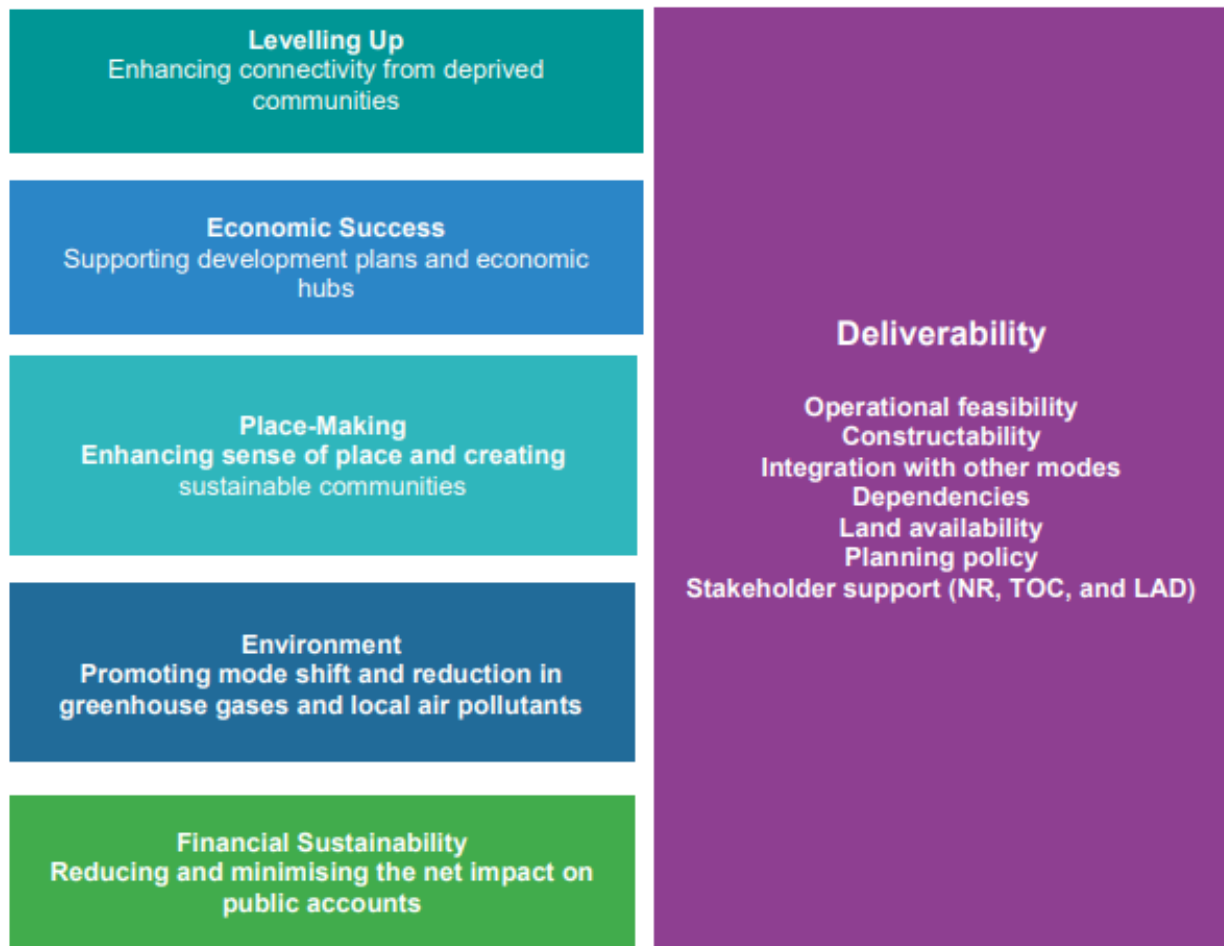 Levelling Up
Enhancing connectivity from deprived
communities
Economic Success
Supporting development plans and economic
hubs
Place-Making
Enhancing sense of place and creating
sustainable communities
Environment
Promoting mode shift and reduction in
greenhouse gases and local air pollutants
Financial Sustainability
Reducing and minimising the net impact on
public accounts
Deliverability
Operational feasibility
Constructability
Integration with other modes
Dependencies
Land availability
Planning policy
Stakeholder support (NR, TOC, and LAD)